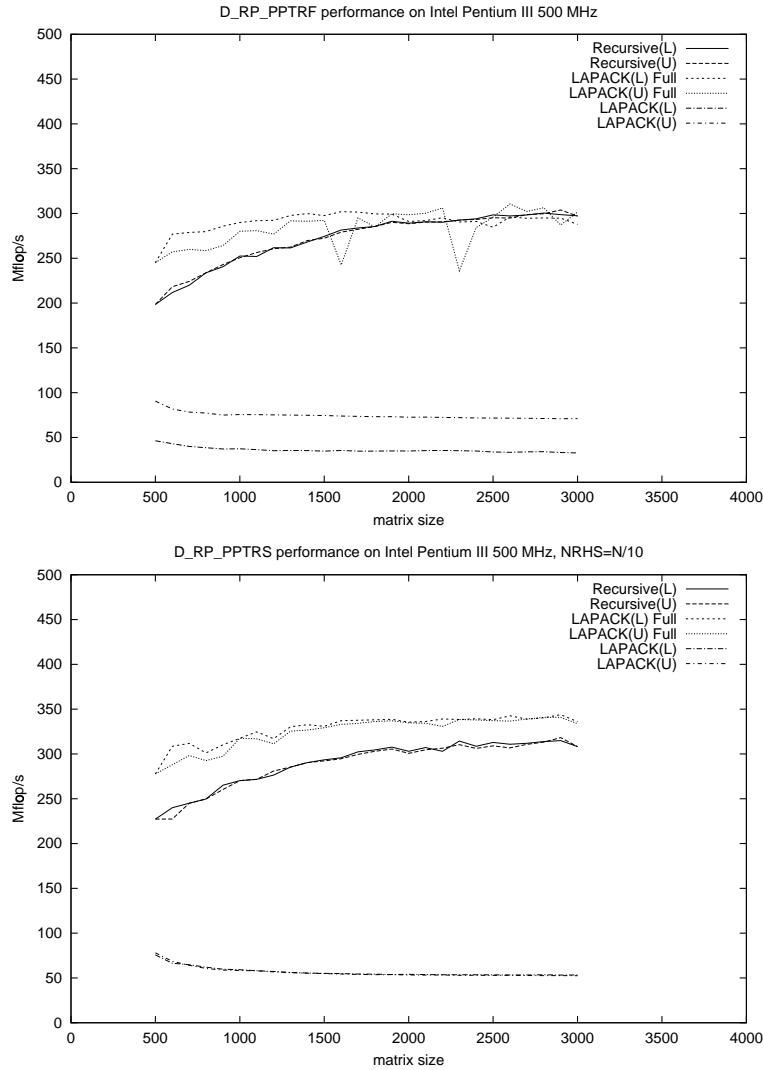 D_RP_PPTRF performance on Intel Pentium III 500 MHz
500
450
400
350
300
250
200
150
100
50
0
Mflop/s
Recursive(L)
Recursive(U)
LAPACK(L) Full
LAPACK(U) Full
LAPACK(L)
LAPACK(U)
0 500 1000 1500 2000 2500 3000 3500 4000
matrix size
D_RP_PPTRS performance on Intel Pentium III 500 MHz, NRHS=N/10
500
450
400
350
300
250
200
150
100
50
0
Mflop/s
Recursive(L)
Recursive(U)
LAPACK(L) Full
LAPACK(U) Full
LAPACK(L)
LAPACK(U)
0 500 1000 1500 2000 2500 3000 3500 4000
matrix size